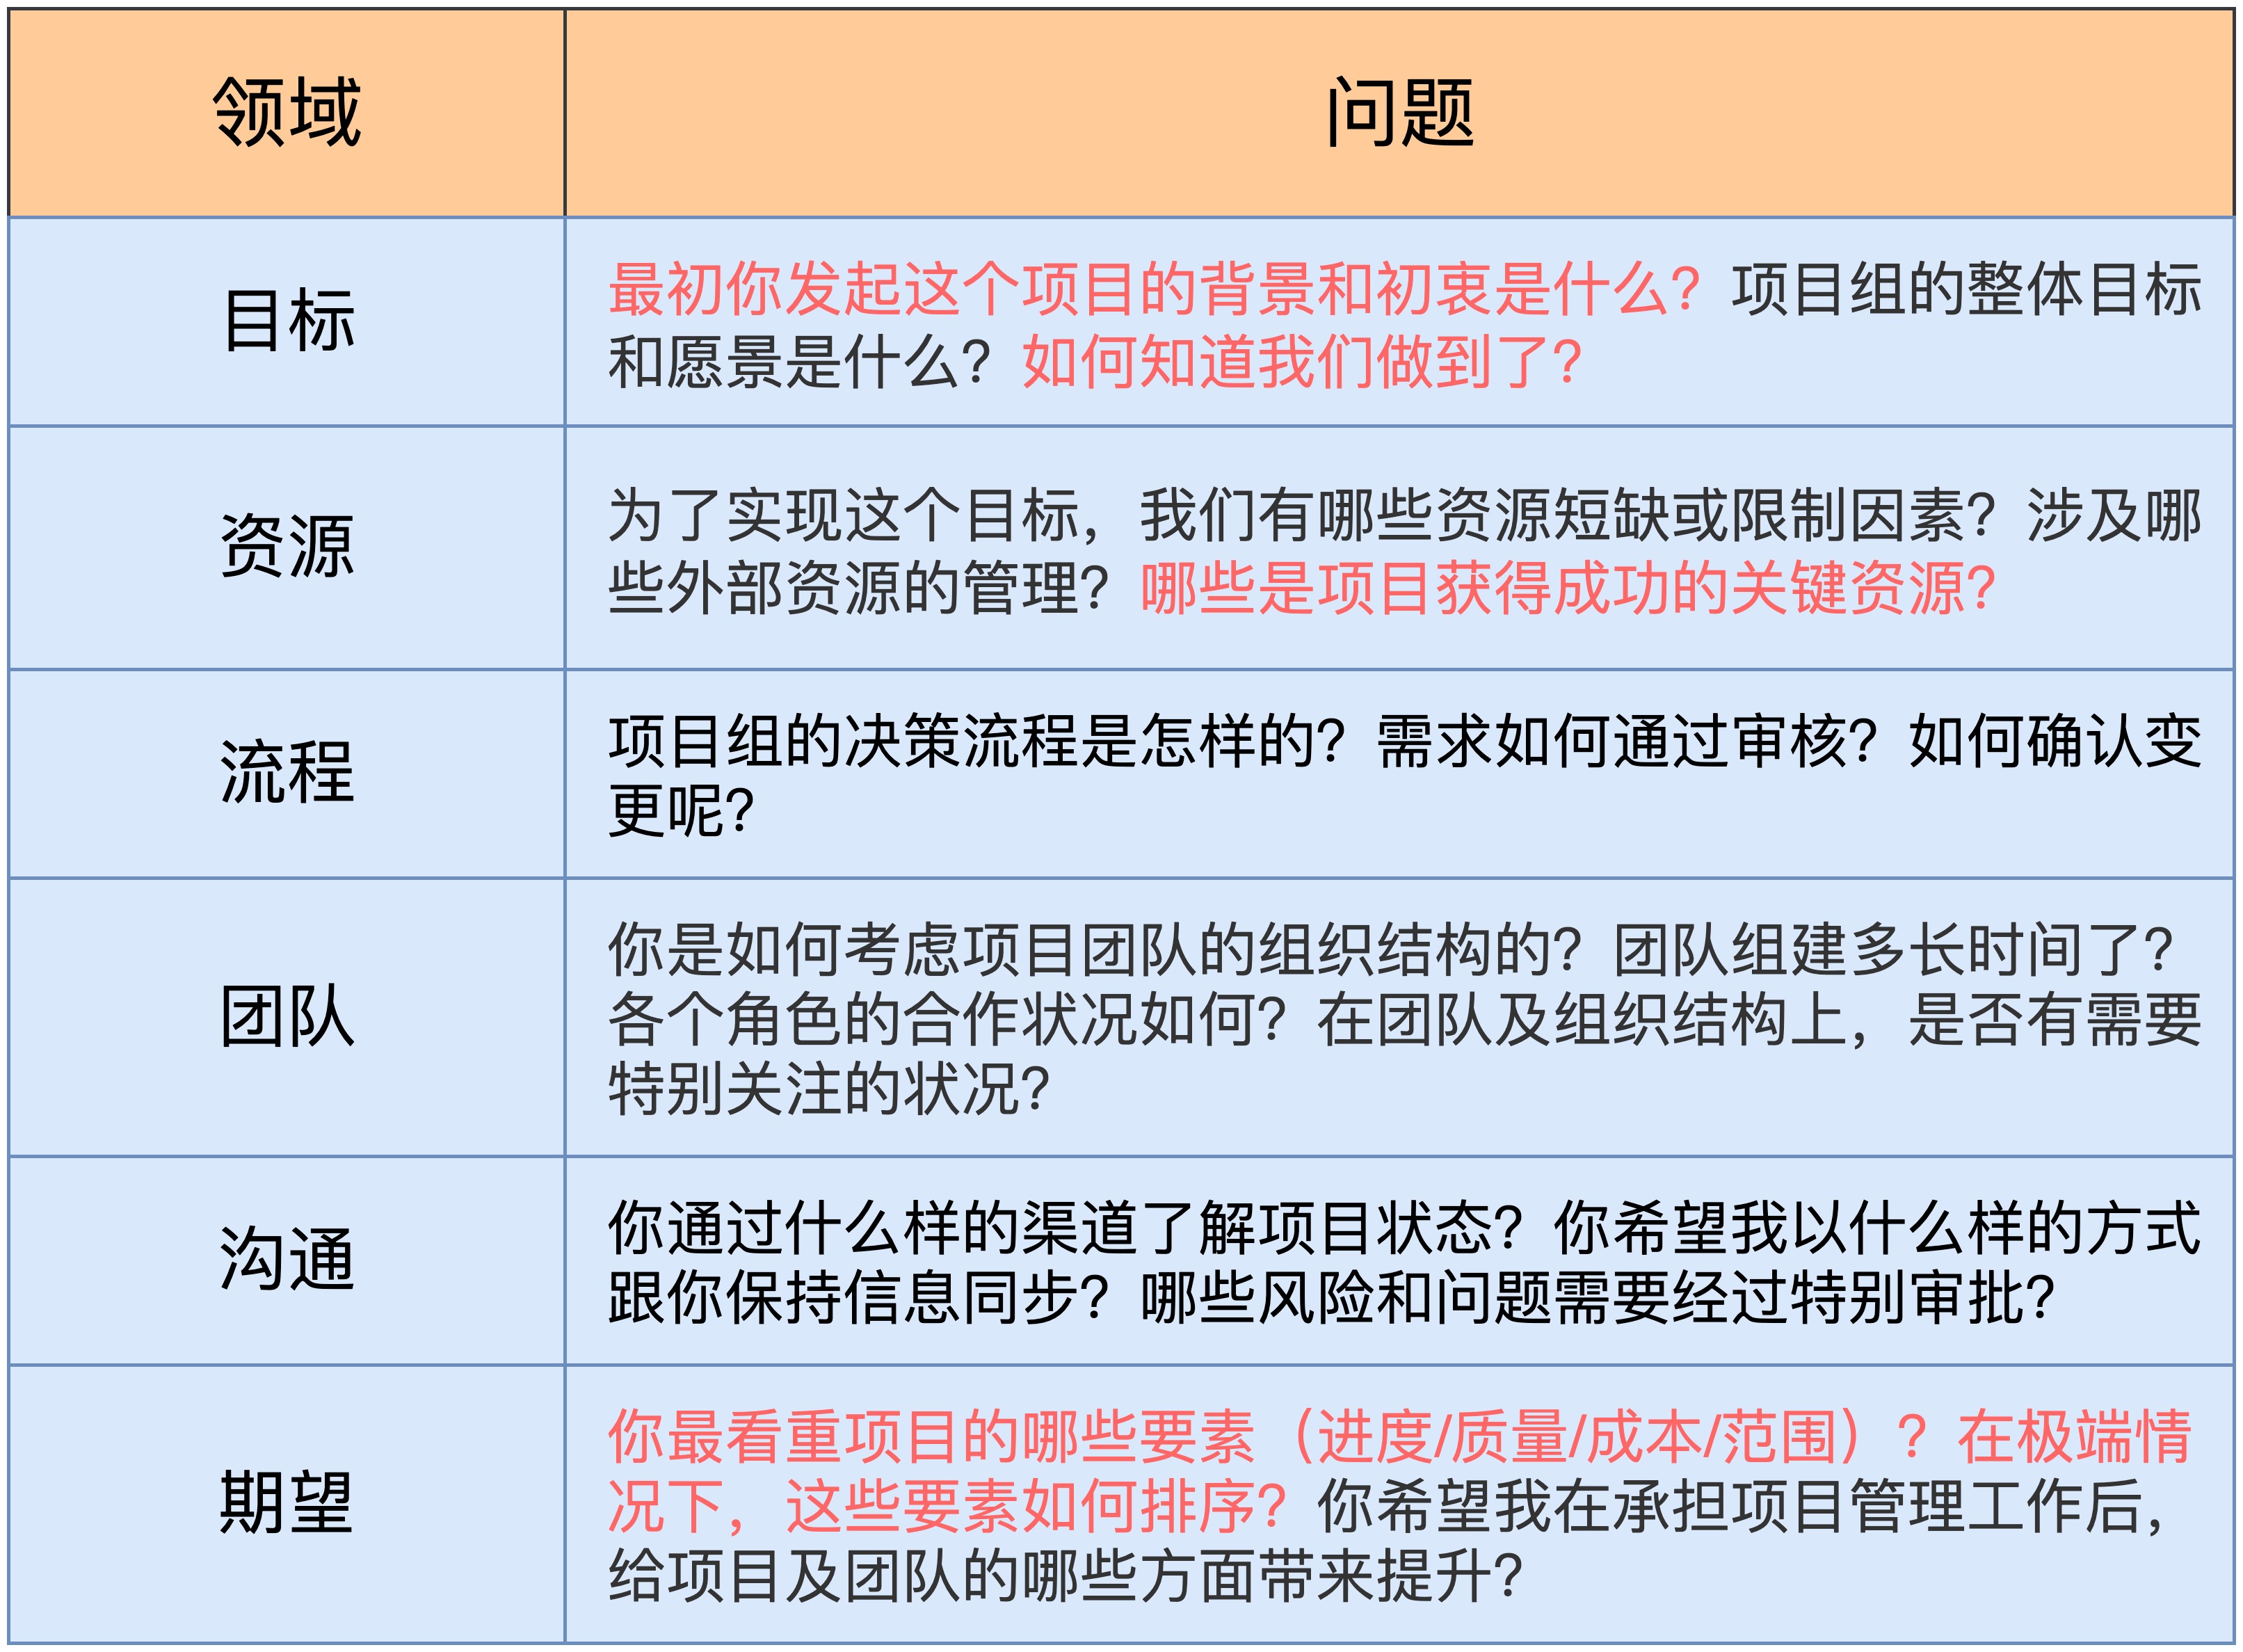 领域
问题
目标
最初你发起这个项目的背景和初衷是什么？项目组的整体目标
和愿景是什么？如何知道我们做到了？
资源
为了实现这个目标，我们有哪些资源短缺或限制因素？涉及哪
些外部资源的管理？哪些是项目获得成功的关键资源？
流程
项目组的决策流程是怎样的？需求如何通过审核？如何确认变
更呢？
团队
你是如何考虑项目团队的组织结构的？团队组建多长时间了？
各个角色的合作状况如何？在团队及组织结构上，是否有需要
特别关注的状况？
沟通
你通过什么样的渠道了解项目状态？你希望我以什么样的方式
跟你保持信息同步？哪些风险和问题需要经过特别审批？
期望
你最看重项目的哪些要素（进度/质量/成本/范围）？在极端情
况下，这些要素如何排序？你希望我在承担项目管理工作后，
给项目及团队的哪些方面带来提升？